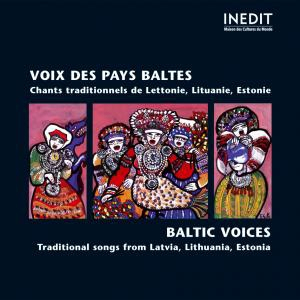 INEDIT
Maison des Cultures du Monde
VOIX DES PAYS BALTES
Chants traditionnels de Lettonie, Lituanie, Estonie
BALTIC VOICES
Traditional songs from Latvia, Lithuania, Estonia